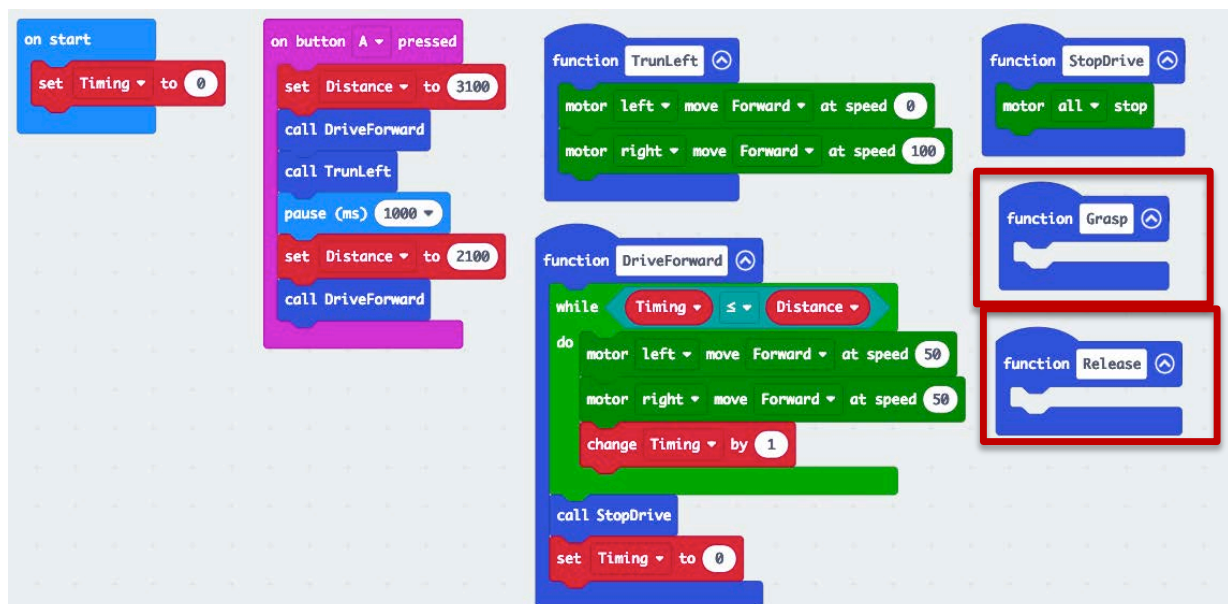 on start
set Timing to 0
on button A pressed
set Distance to 3100
call DriveForward
call TrunLeft
pause (ms) 1000
set Distance to 2100
call DriveForward
function TrunLeft
motor left move Forward at speed 0
motor right move Forward at speed 100
function DriveForward
while Timing ≤ Distance
do
motor left move Forward at speed 50
motor right move Forward at speed 50
change Timing by 1
call StopDrive
set Timing to 0
function StopDrive
motor all stop
function Grasp
function Release